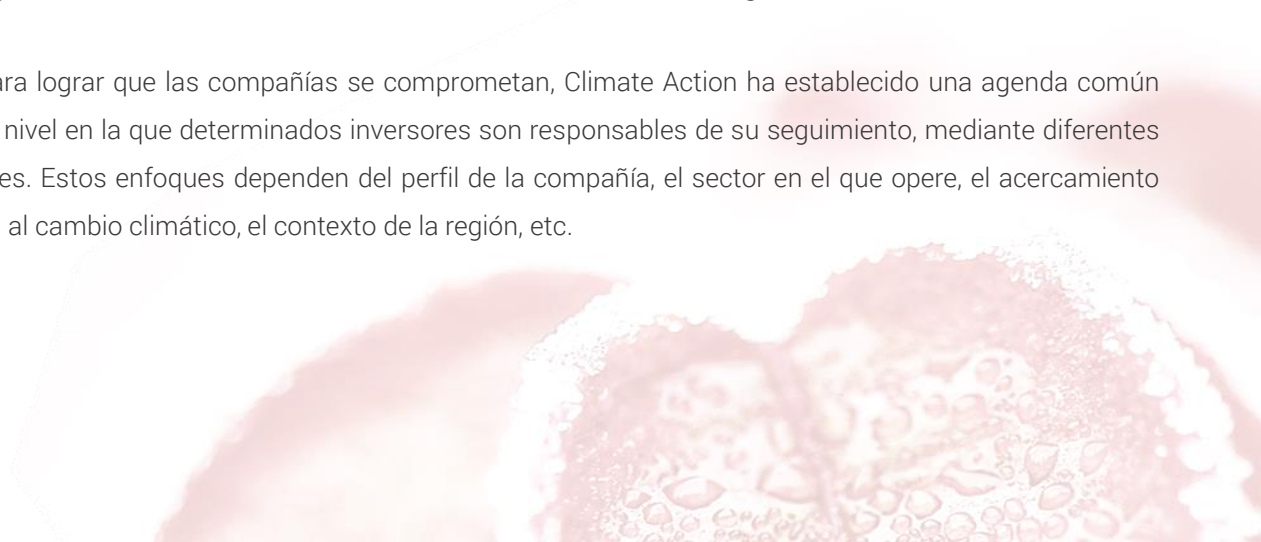 ara lograr que las compañías se comprometan, Climate Action ha establecido una agenda común
nivel en la que determinados inversores son responsables de su seguimiento, mediante diferentes
es. Estos enfoques dependen del perfil de la compañía, el sector en el que opere, el acercamiento
al cambio climático, el contexto de la región, etc.